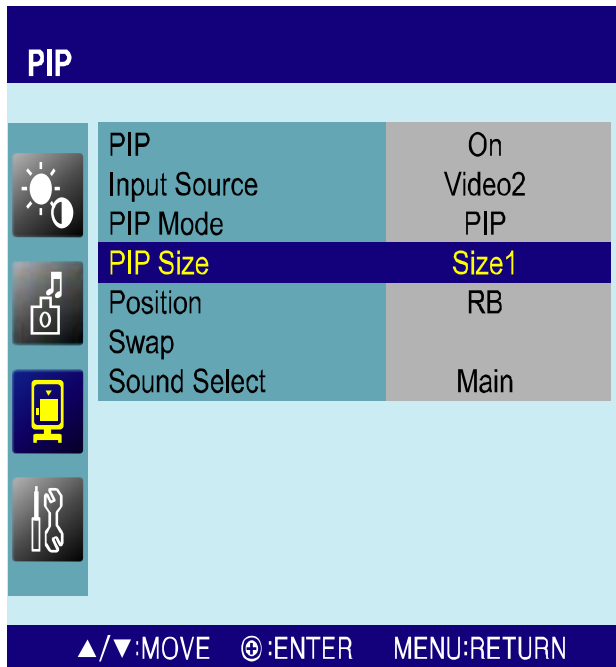 PIP
PIP On
Input Source Video2
PIP Mode PIP
PIP Size Size1
Position RB
Swap
Sound Select Main
▲/▼:MOVE ⊕:ENTER MENU:RETURN